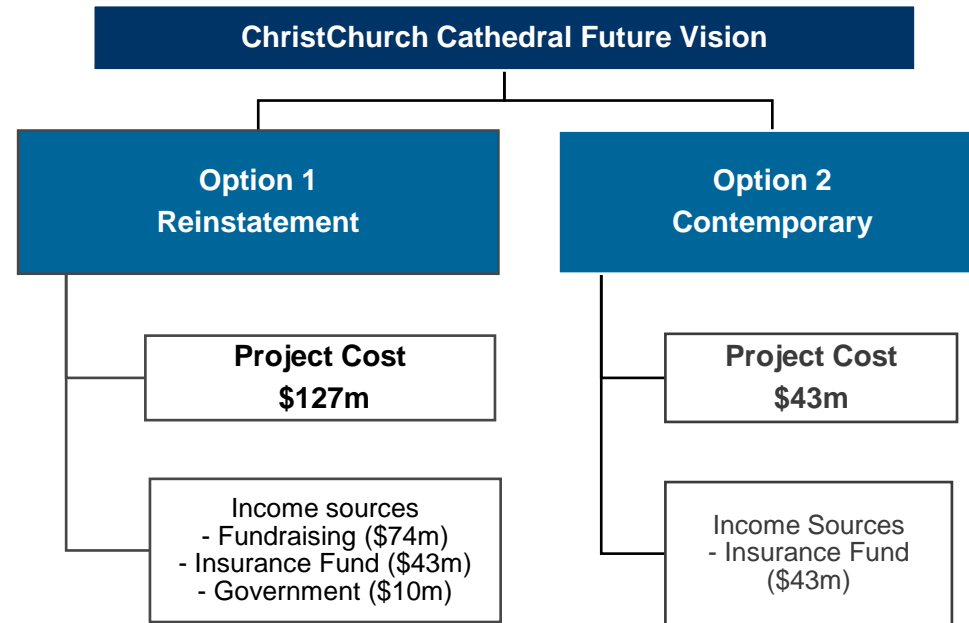 ChristChurch Cathedral Future Vision
Option 1
Reinstatement
Project Cost
$127m
Income sources
- Fundraising ($74m)
- Insurance Fund ($43m)
- Government ($10m)
Option 2
Contemporary
Project Cost
$43m
Income Sources
- Insurance Fund
($43m)